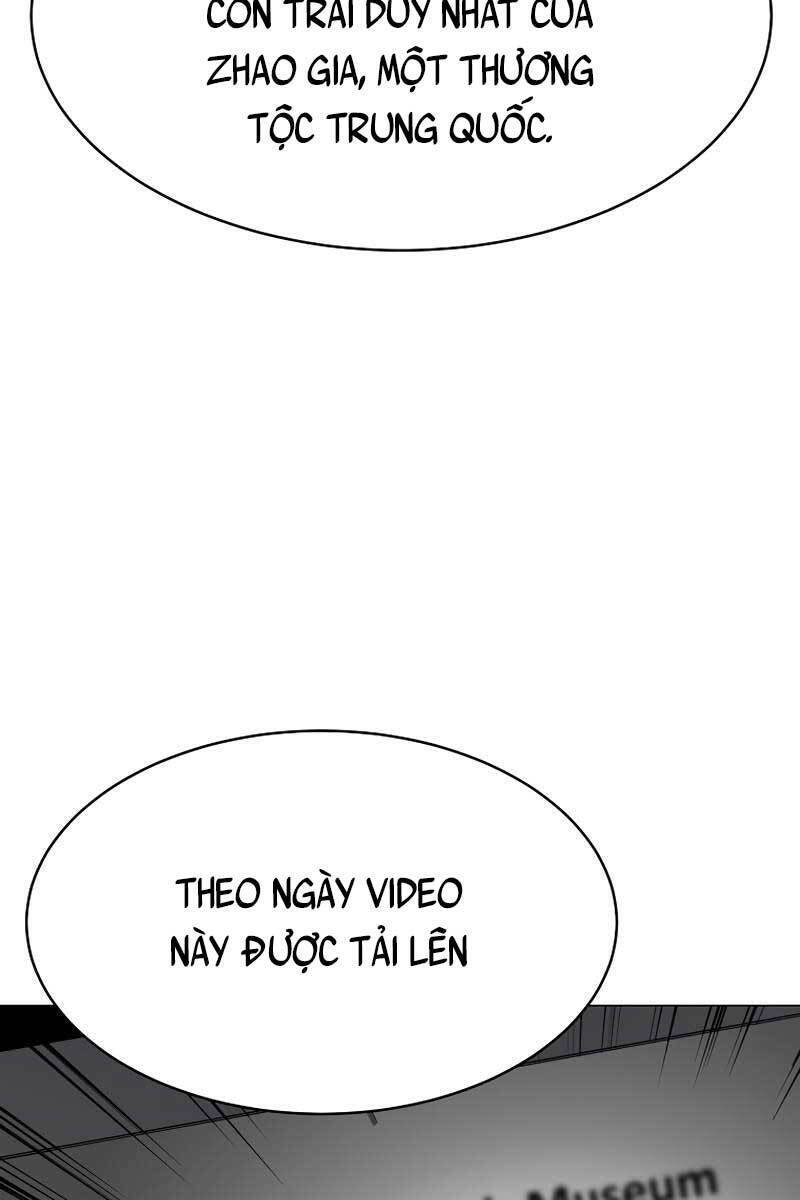 CON TRAI DUY NHẤT CỦA
ZHAO GIA, MỘT THƯƠNG
TỘC TRUNG QUỐC.
THEO NGÀY VIDEO
NÀY ĐƯỢC TẢI LÊN
Museum